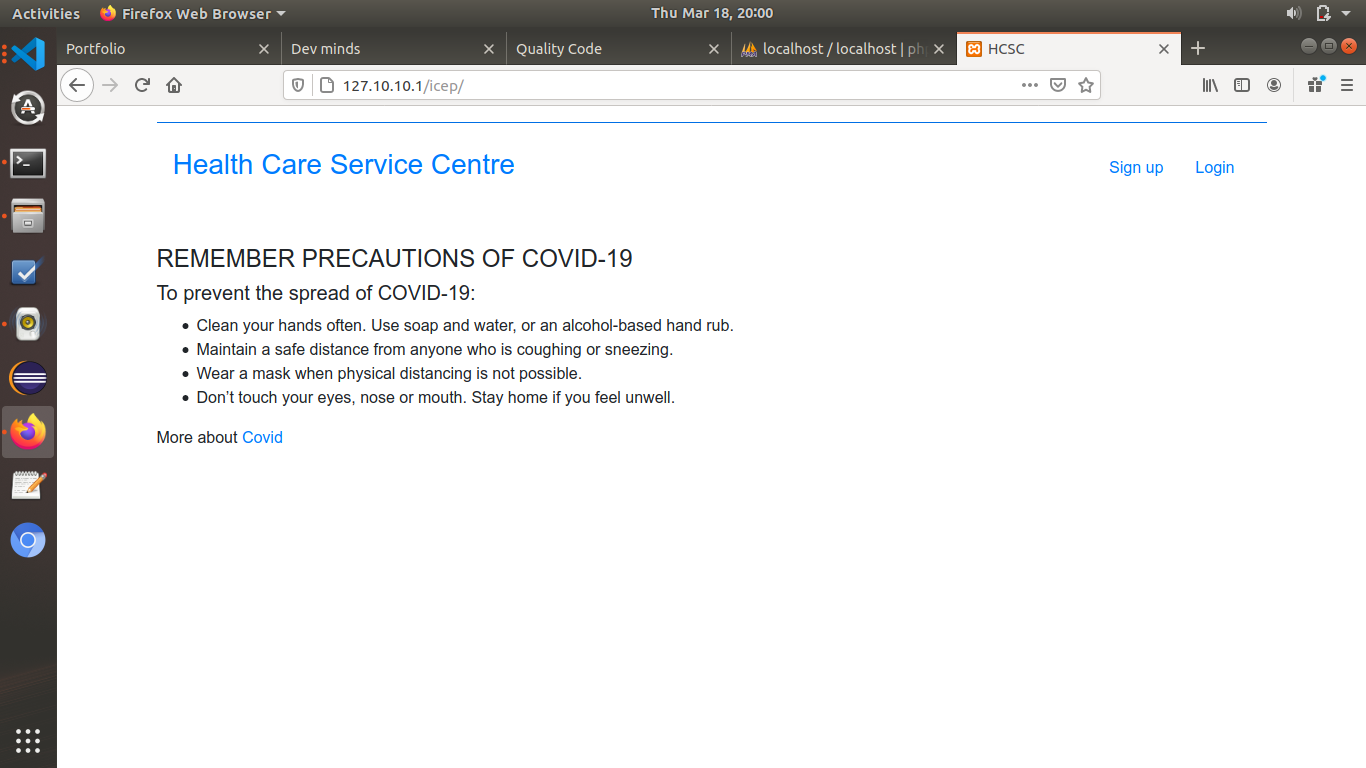 Activities Firefox Web Browser Thu Mar 18, 20:00
Portfolio Dev minds Quality Code localhost / localhost | ph HCSC
127.10.10.1/icep/
Health Care Service Centre Sign up Login
REMEMBER PRECAUTIONS OF COVID-19
To prevent the spread of COVID-19:
Clean your hands often. Use soap and water, or an alcohol-based hand rub.
Maintain a safe distance from anyone who is coughing or sneezing.
Wear a mask when physical distancing is not possible.
Don’t touch your eyes, nose or mouth. Stay home if you feel unwell.
More about Covid